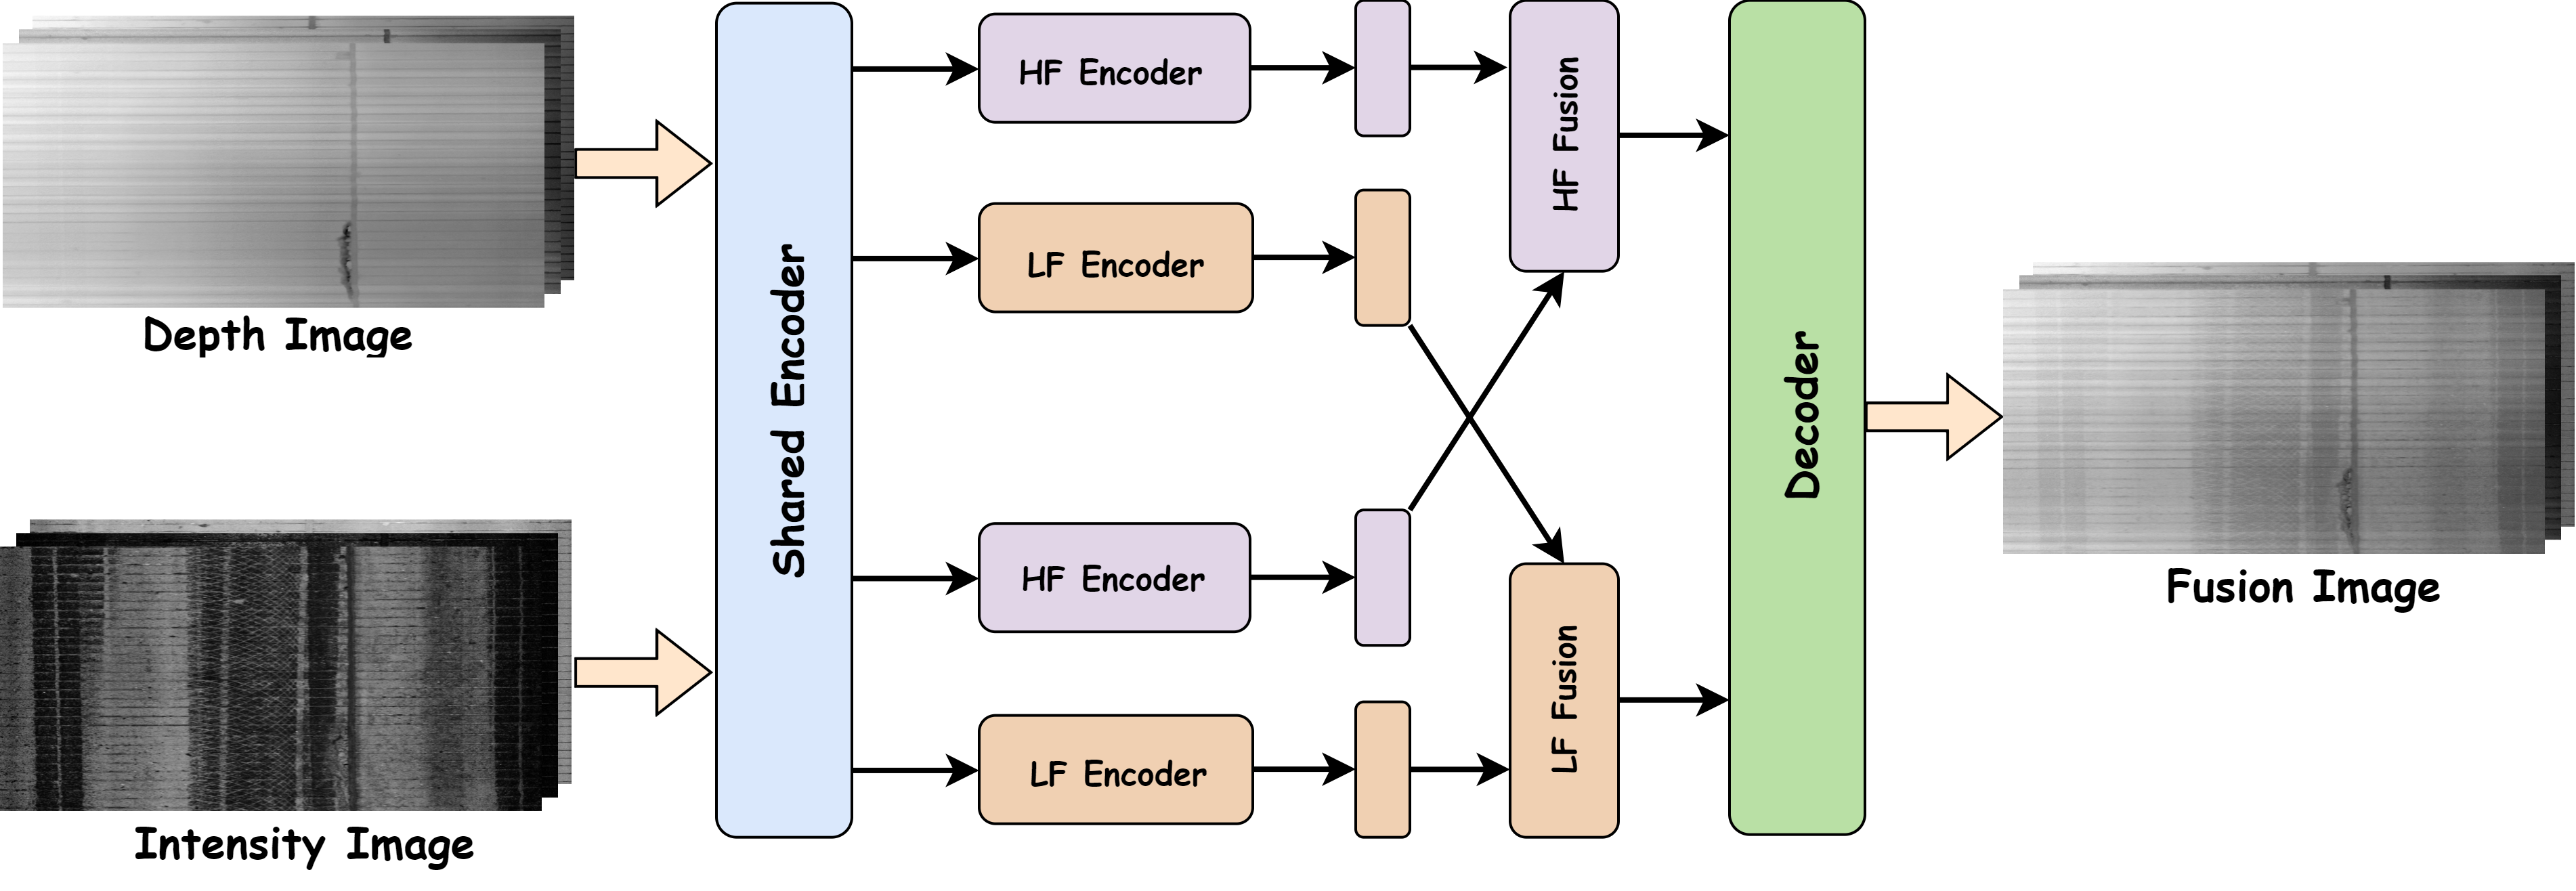 Depth Image
Intensity Image
Shared Encoder
HF Encoder
LF Encoder
HF Encoder
LF Encoder
HF Fusion
LF Fusion
Decoder
Fusion Image